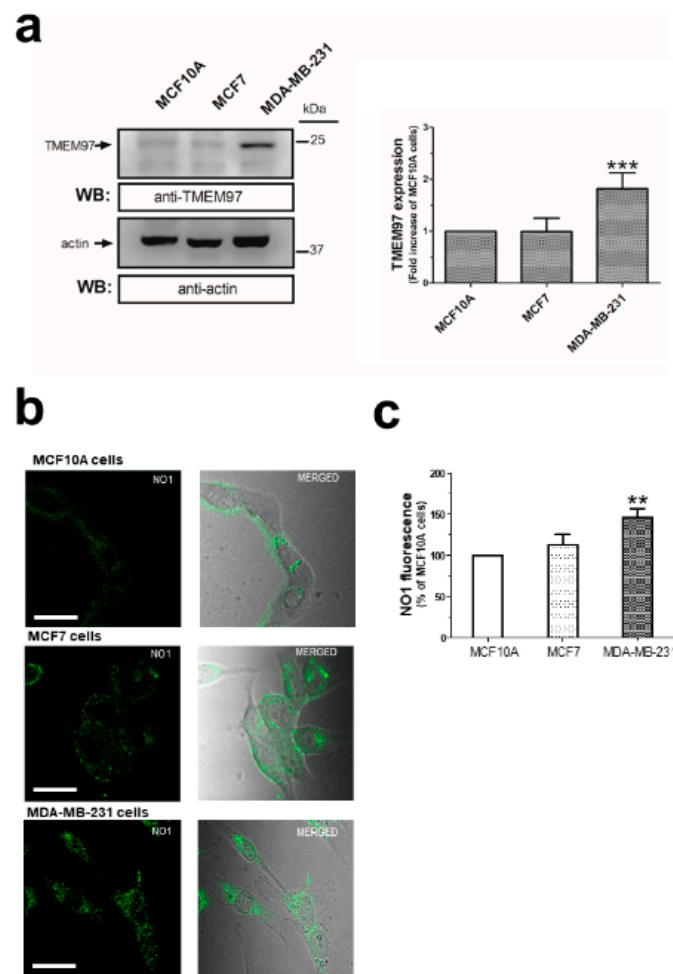 a
MCF10A
MCF7
MDA-MB-231
kDa
TMEM97
25
WB:
anti-TMEM97
actin
37
WB:
anti-actin
TMEM97 expression
(Fold increase of MCF10A cells)
3
2
1
0
***
MCF10A
MCF7
MDA-MB-231
b
MCF10A cells
NO1
MERGED
MCF7 cells
NO1
MERGED
MDA-MB-231 cells
NO1
MERGED
c
NO1 fluorescence
(% of MCF10A cells)
200
150
100
50
0
**
MCF10A
MCF7
MDA-MB-231